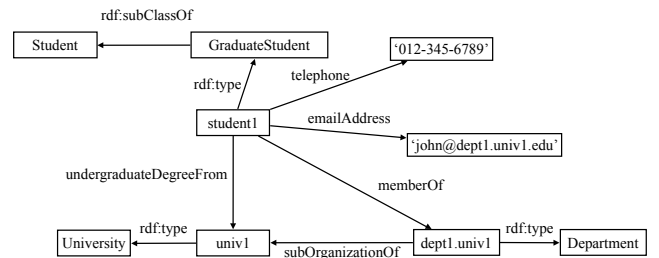 rdf:subClassOf
Student
GraduateStudent
‘012-345-6789’
telephone
rdf:type
emailAddress
student1
‘john@dept1.univ1.edu’
undergraduateDegreeFrom
memberOf
rdf:type
rdf:type
University
univ1
dept1.univ1
Department
subOrganizationOf